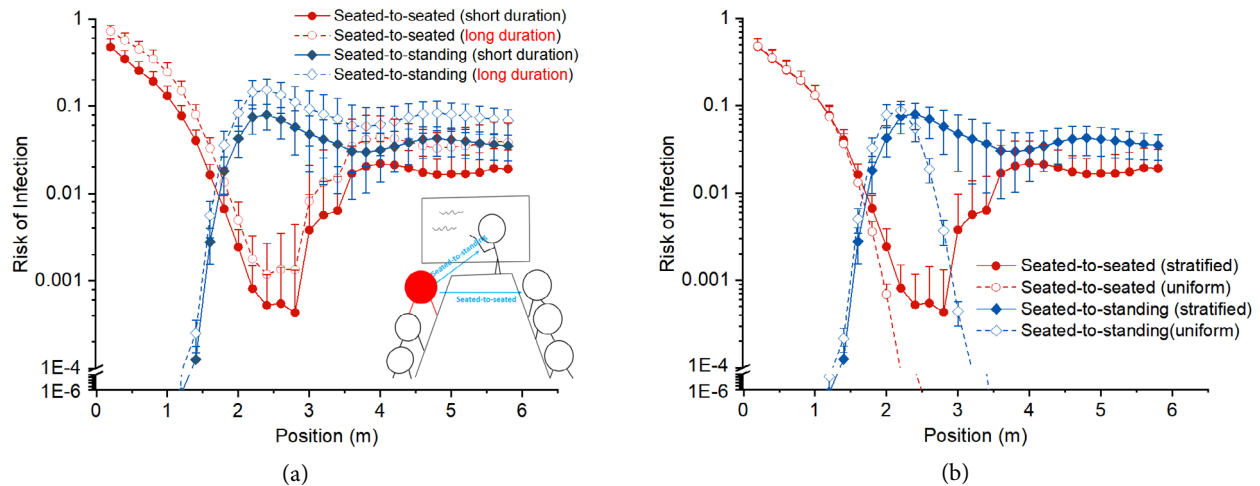 Seated-to-seated (short duration)
Seated-to-seated (long duration)
Seated-to-standing (short duration)
Seated-to-standing (long duration)
Risk of Infection
1
0.1
0.01
0.001
1E-4
1E-6
0 1 2 3 4 5 6
Position (m)
Seated-to-standing
Seated-to-seated
(a)
Risk of Infection
1
0.1
0.01
0.001
1E-4
1E-6
Seated-to-seated (stratified)
Seated-to-seated (uniform)
Seated-to-standing (stratified)
Seated-to-standing(uniform)
0 1 2 3 4 5 6
Position (m)
(b)